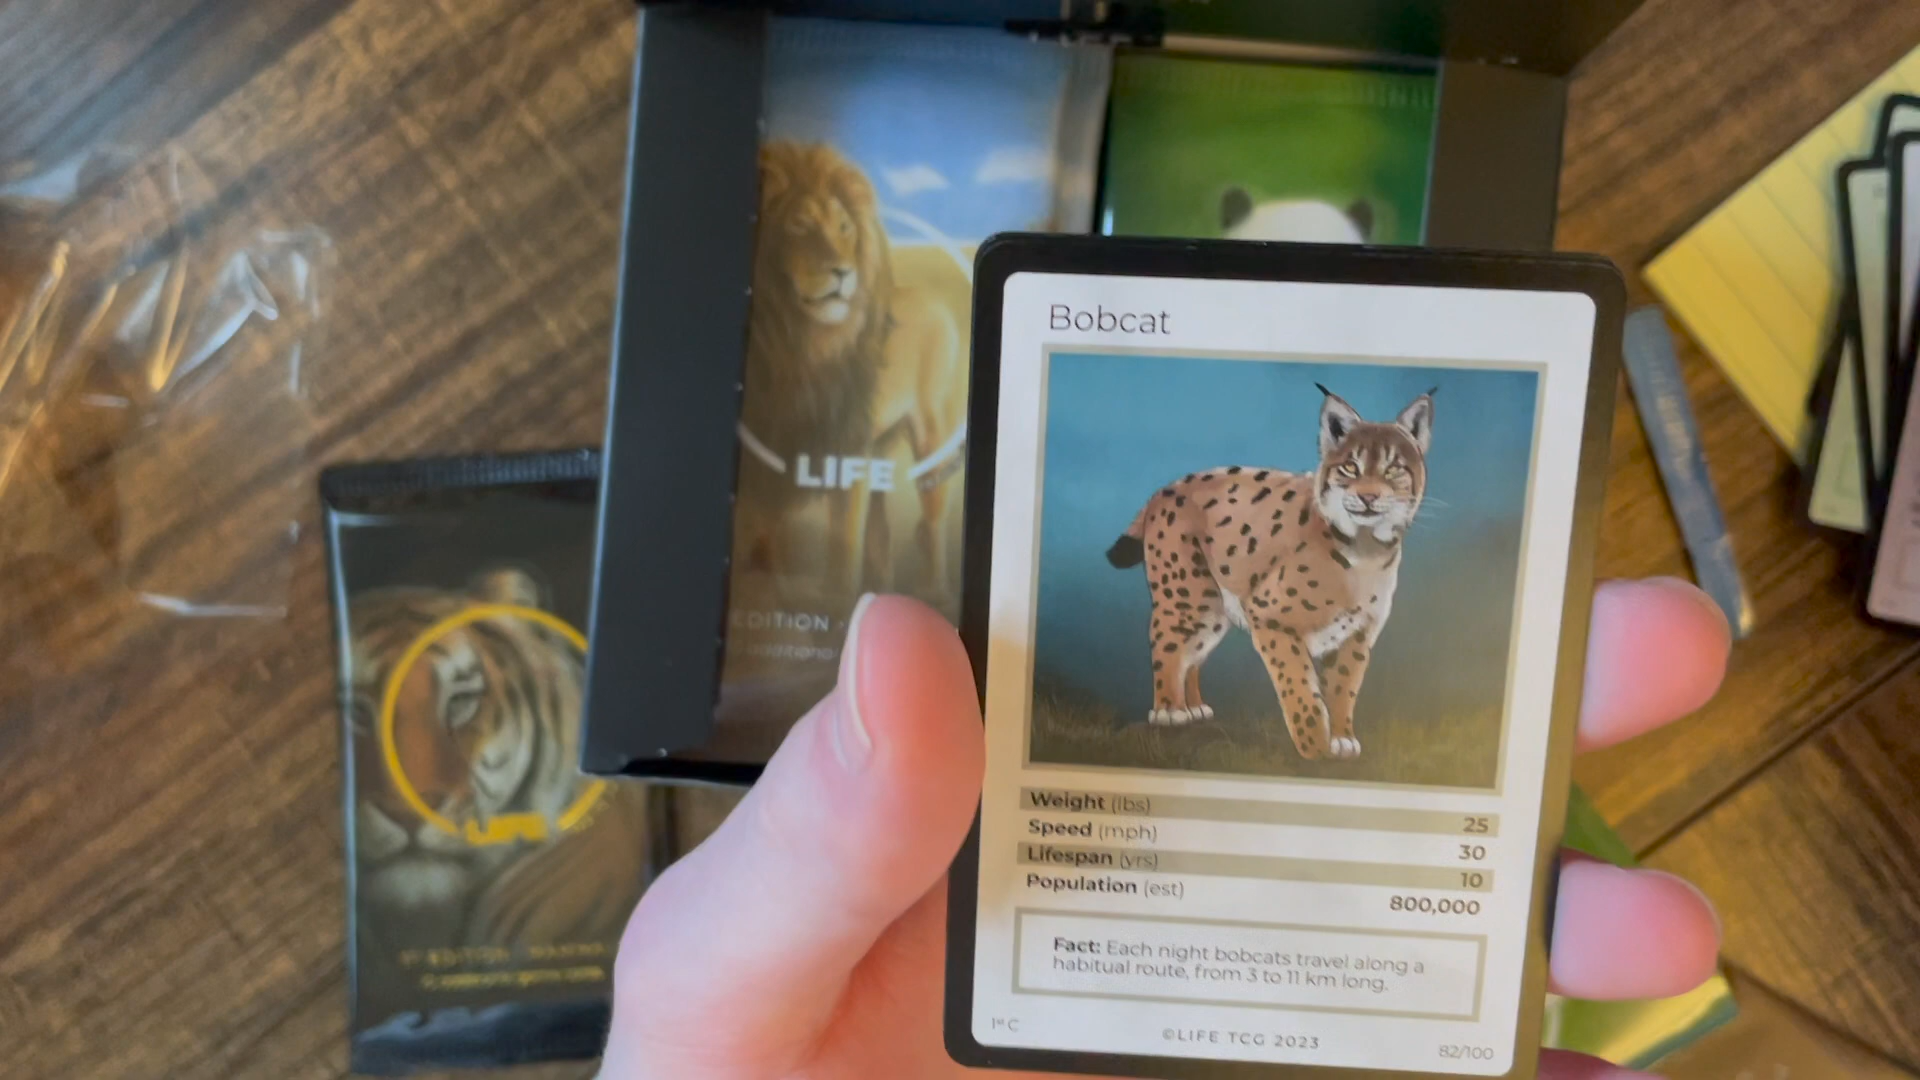 LIFE
EDITION
additional
LIFE
Bobcat
Weight (lbs) 25
Speed (mph) 30
Lifespan (yrs) 10
Population (est) 800,000
Fact: Each night bobcats travel along a
habitual route, from 3 to 11 km long.
1st C
©LIFE TCG 2023
82/100